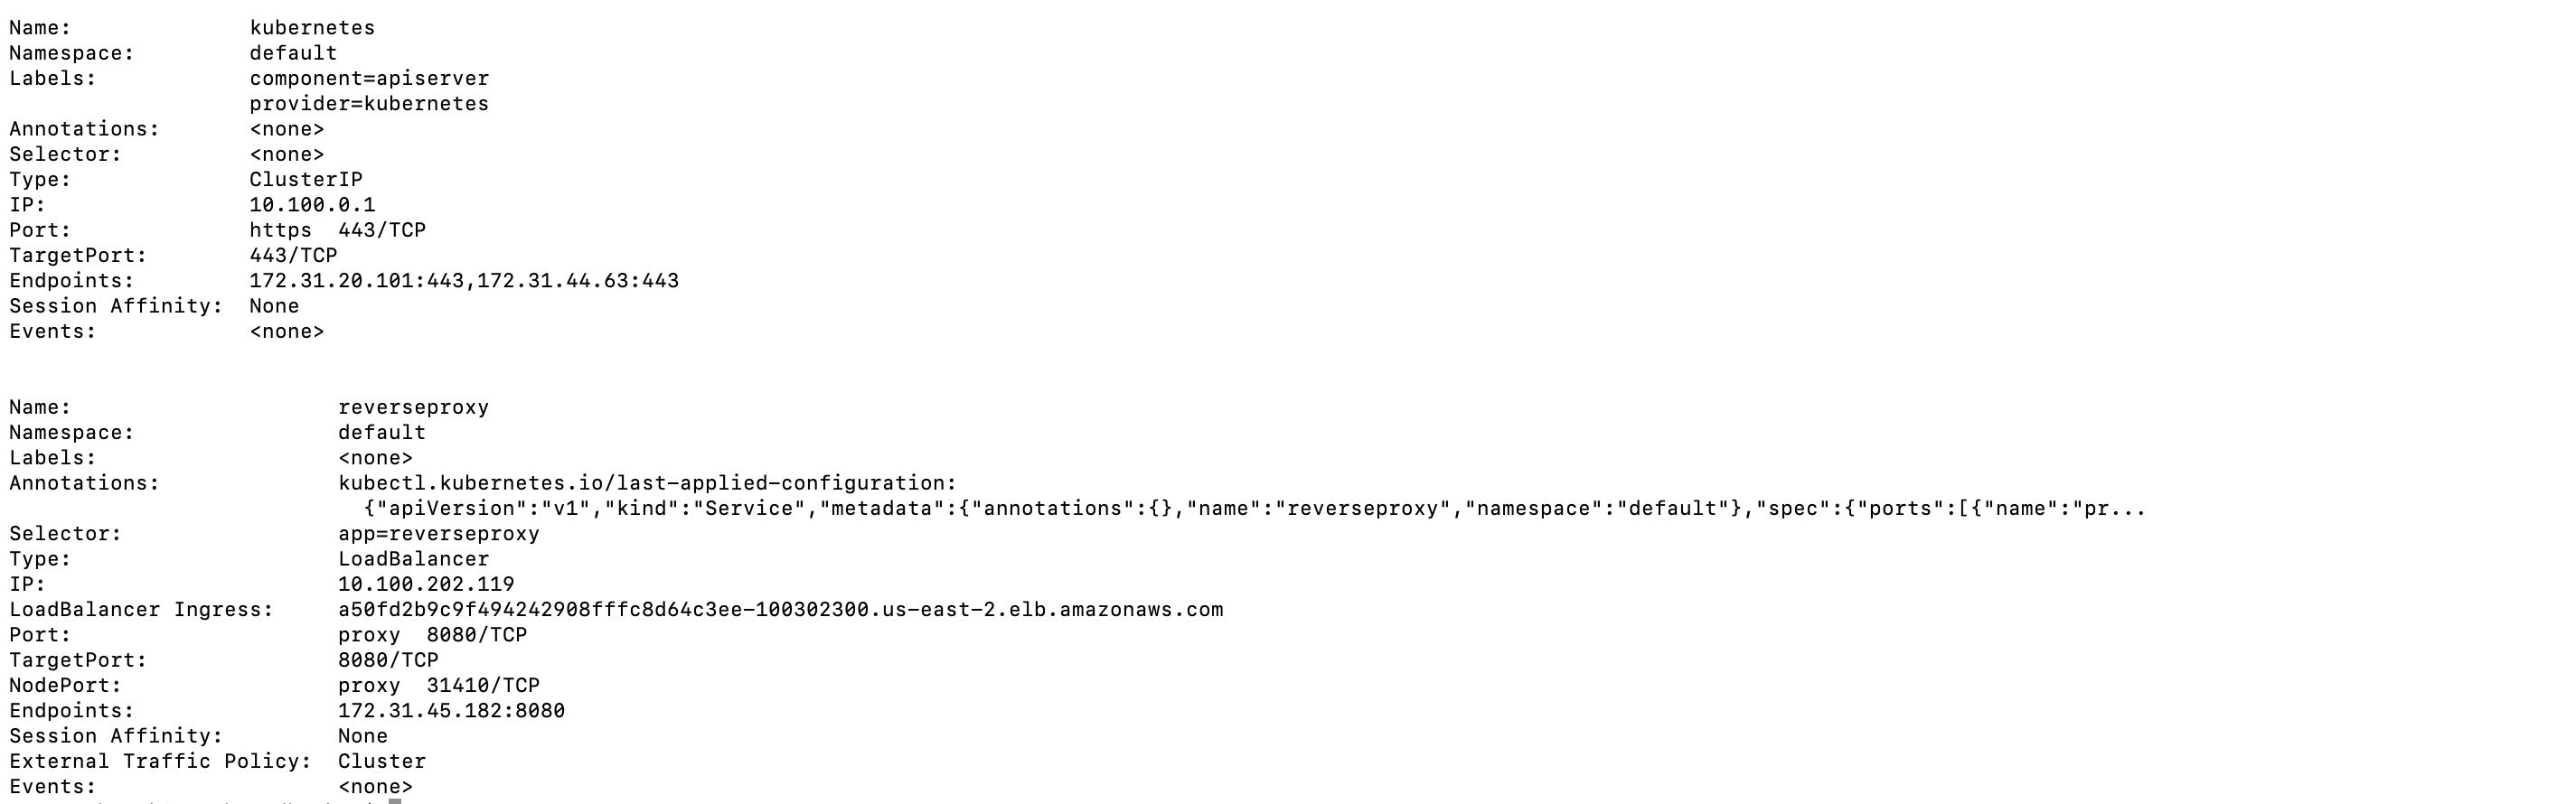 Name: kubernetes
Namespace: default
Labels: component=apiserver
provider=kubernetes
Annotations: <none>
Selector: <none>
Type: ClusterIP
IP: 10.100.0.1
Port: https 443/TCP
TargetPort: 443/TCP
Endpoints: 172.31.20.101:443,172.31.44.63:443
Session Affinity: None
Events: <none>
Name: reverseproxy
Namespace: default
Labels: <none>
Annotations: kubectl.kubernetes.io/last-applied-configuration:
{"apiVersion":"v1","kind":"Service","metadata":{"annotations":{},"name":"reverseproxy","namespace":"default"},"spec":{"ports":[{"name":"pr...
Selector: app=reverseproxy
Type: LoadBalancer
IP: 10.100.202.119
LoadBalancer Ingress: a50fd2b9c9f494242908fffc8d64c3ee-100302300.us-east-2.elb.amazonaws.com
Port: proxy 8080/TCP
TargetPort: 8080/TCP
NodePort: proxy 31410/TCP
Endpoints: 172.31.45.182:8080
Session Affinity: None
External Traffic Policy: Cluster
Events: <none>